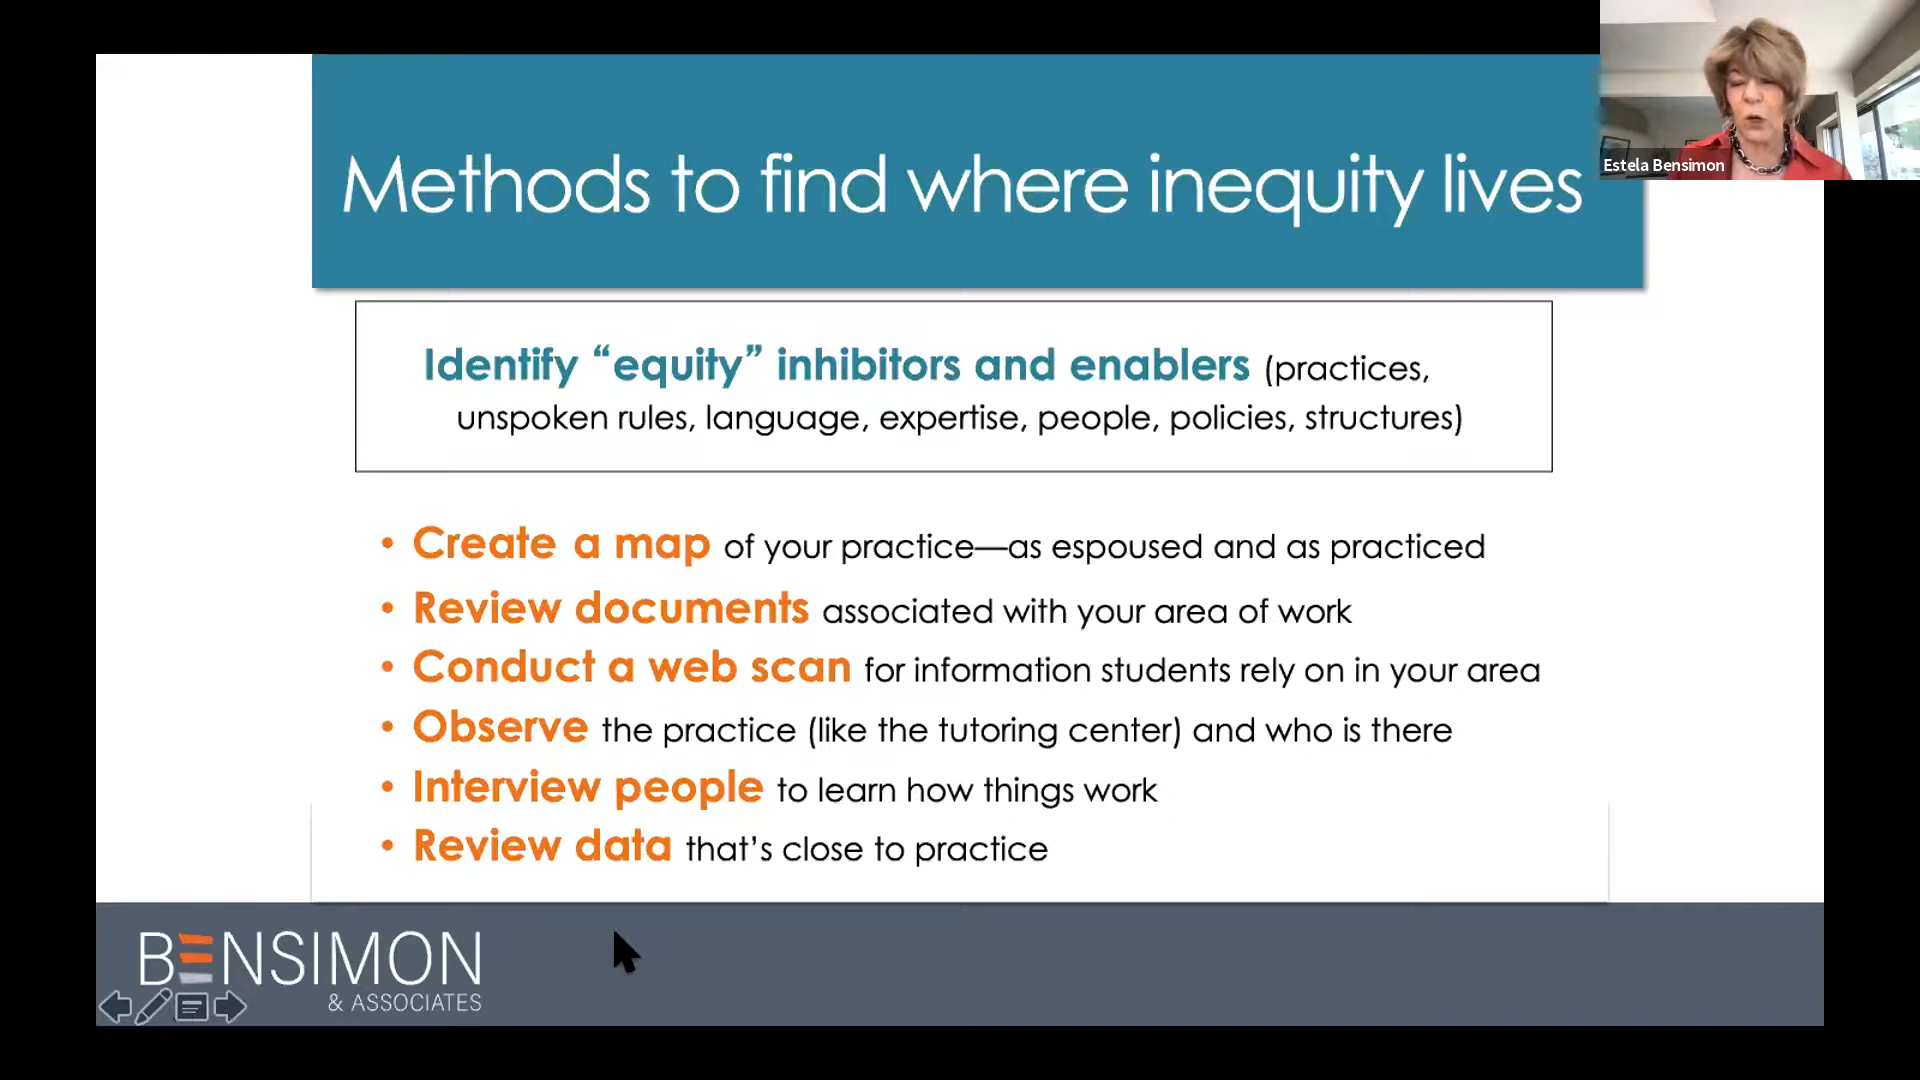 Methods to find where inequity lives
Estela Bensimon
Identify “equity” inhibitors and enablers (practices,
unspoken rules, language, expertise, people, policies, structures)
• Create a map of your practice—as espoused and as practiced
• Review documents associated with your area of work
• Conduct a web scan for information students rely on in your area
• Observe the practice (like the tutoring center) and who is there
• Interview people to learn how things work
• Review data that’s close to practice
BENSIMON
& ASSOCIATES